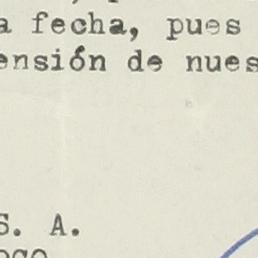 a fecha, pues
ensión de nues
S. A.